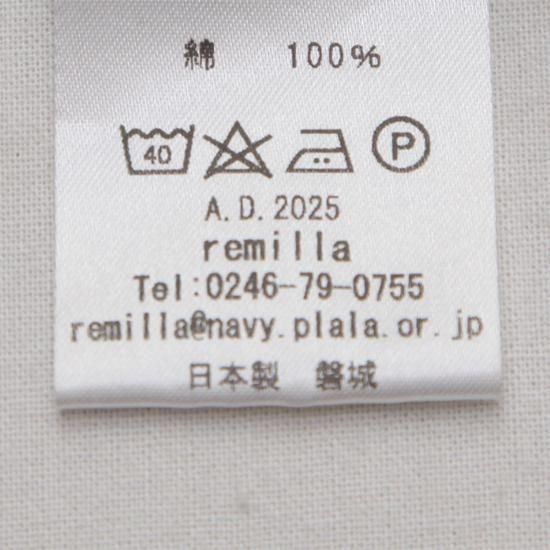 綿 100%
40 P
A.D.2025
remilla
Tel:0246-79-0755
remilla@navy.plala.or.jp
日本製 磐城